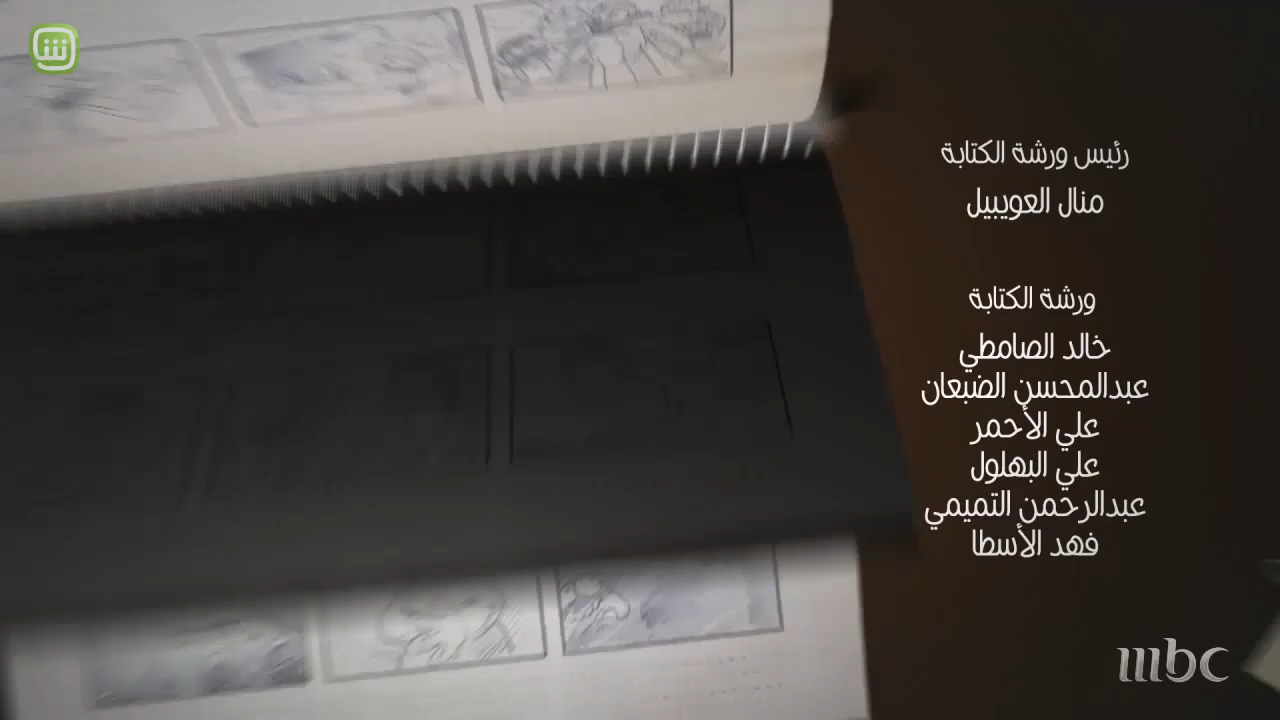 رئيس ورشة الكتابة
منال العويبيل
ورشة الكتابة
خالد الصامطي
عبدالمحسن الضبعان
علي الأحمر
علي البهلول
عبدالرحمن التميمي
فهد الأسطا
mbc